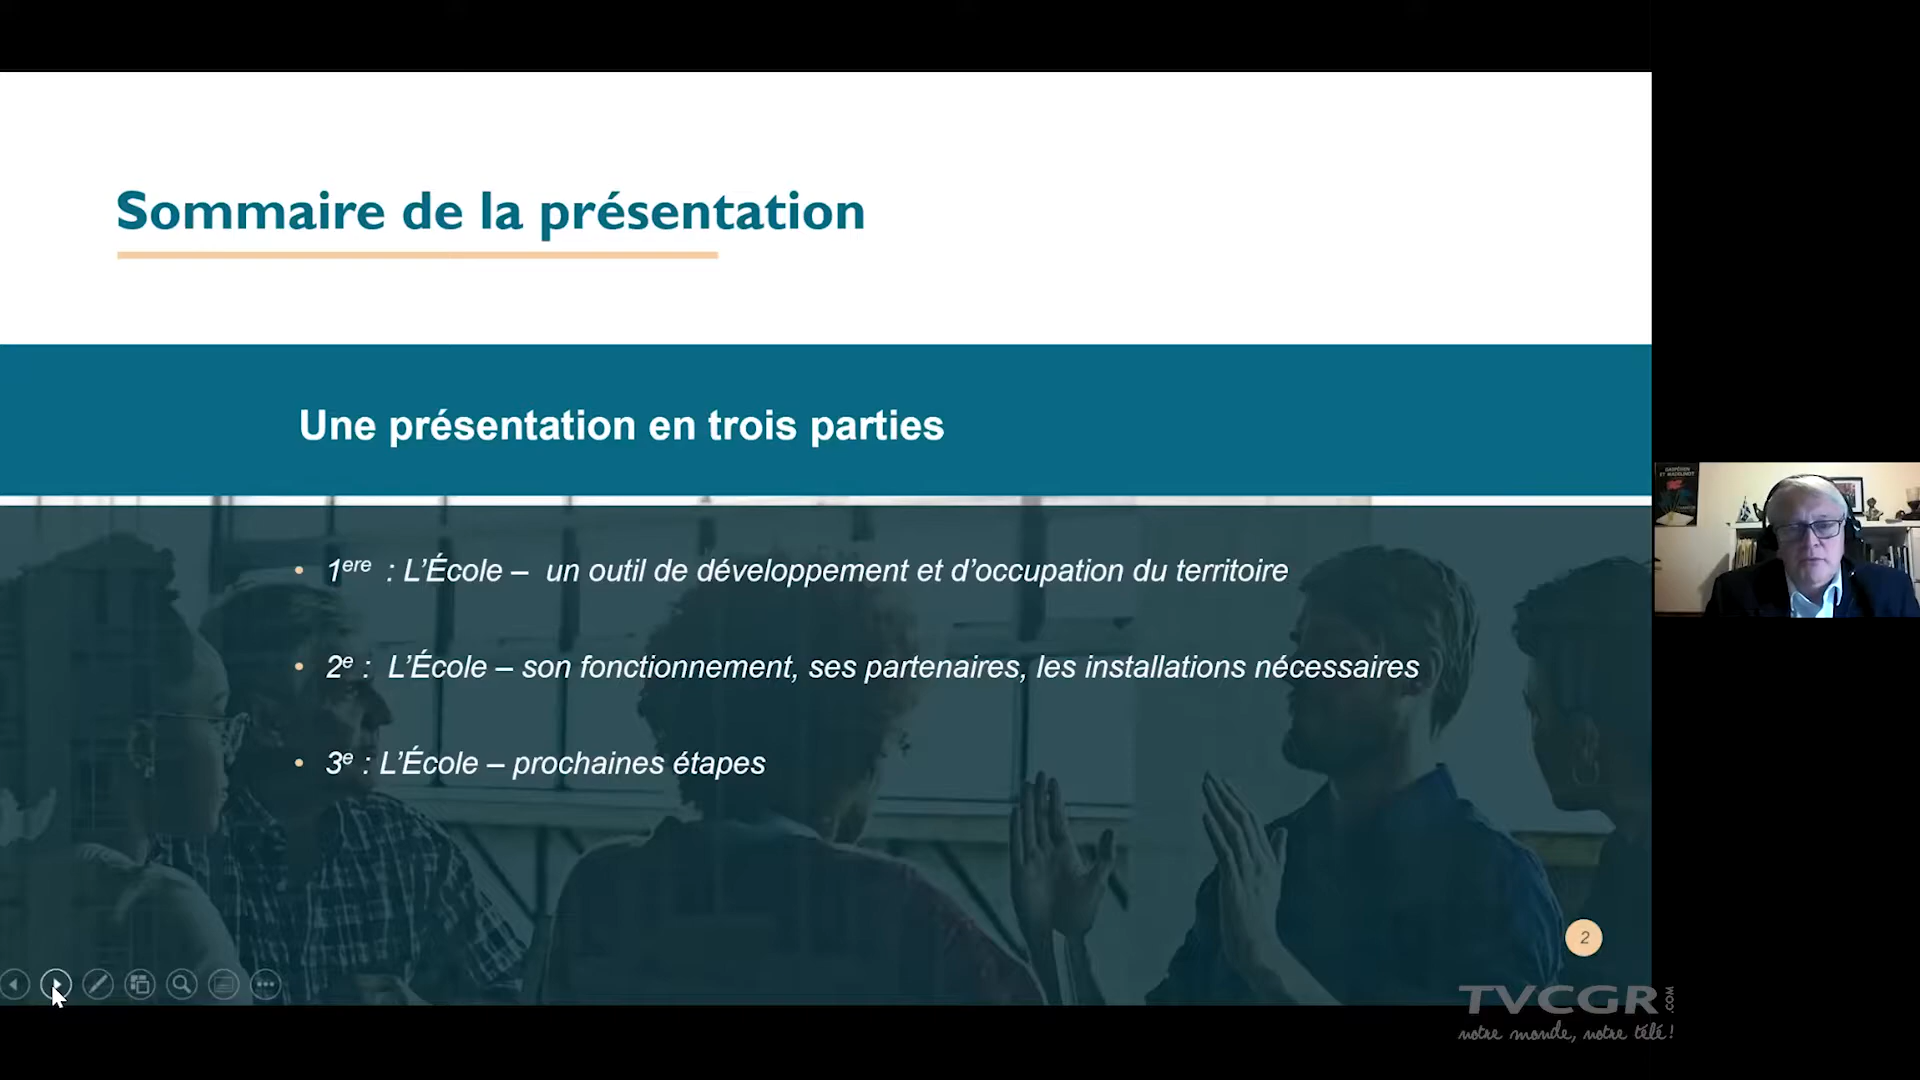 Sommaire de la présentation
Une présentation en trois parties
• 1ere : L’École – un outil de développement et d’occupation du territoire
• 2e : L’École – son fonctionnement, ses partenaires, les installations nécessaires
• 3e : L’École – prochaines étapes
2
TVCGR.COM
notre monde, notre télé!